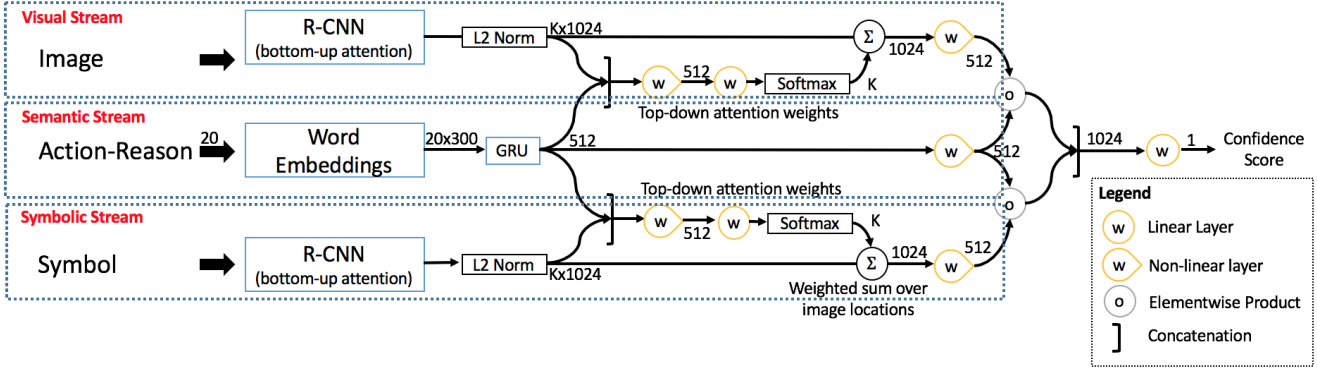 Visual Stream
Image
R-CNN
(bottom-up attention)
L2 Norm
Kx1024
Σ
1024
w
512
w
512
w
Softmax
K
Top-down attention weights
o
Semantic Stream
Action-Reason
20
Word
Embeddings
20x300
GRU
512
w
512
1024
w
1
Confidence
Score
Symbolic Stream
Symbol
R-CNN
(bottom-up attention)
L2 Norm
Kx1024
Top-down attention weights
w
512
w
Softmax
K
Σ
1024
w
512
o
Weighted sum over
image locations
Legend
w Linear Layer
w Non-linear layer
o Elementwise Product
Concatenation